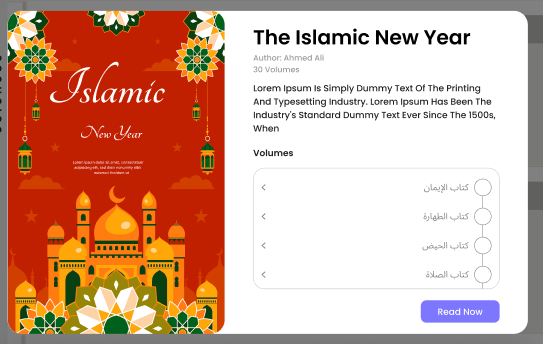 Islamic
New Year
Lorem ipsum dolor sit amet, consectetuer
adipiscing elit, sed diam nonummy nibh
euismod tincidunt ut
The Islamic New Year
Author: Ahmed Ali
30 Volumes
Lorem Ipsum Is Simply Dummy Text Of The Printing
And Typesetting Industry. Lorem Ipsum Has Been The
Industry's Standard Dummy Text Ever Since The 1500s,
When
Volumes
كتاب الإيمان
كتاب الطهارة
كتاب الحيض
كتاب الصلاة
Read Now